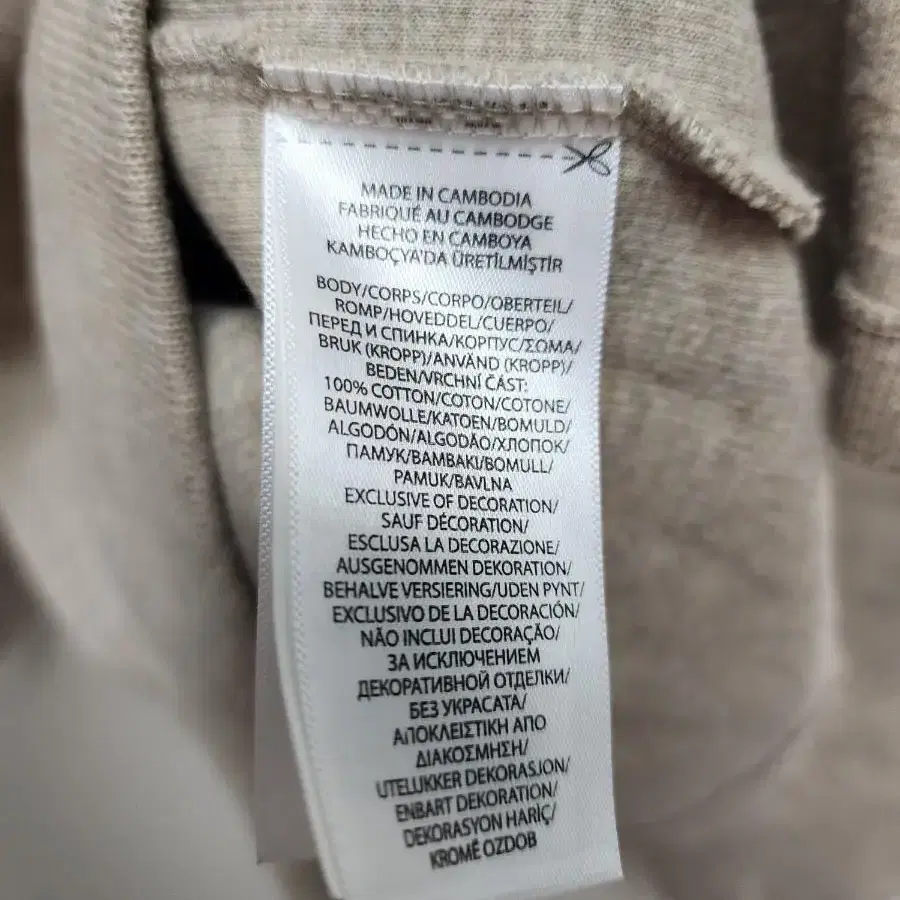 MADE IN CAMBODIA
FABRIQUÉ AU CAMBODGE
HECHO EN CAMBOYA
KAMBOÇYA'DA ÜRETİLMİŞTİR
BODY/CORPS/CORPO/OBERTEIL/
ROMP/HOVEDDEL/CUERPO/
ПЕРЕД И СПИНКА/КОРПУС/ΣΩΜΑ/
BRUK (KROPP)/ANVÄND (KROPP)/
BEDEN/VRCHNÍ ČÁST:
100% COTTON/COTON/COTONE/
BAUMWOLLE/KATOEN/BOMULD/
ALGODÓN/ALGODÃO/ХЛОПОК/
ПАМУК/ΒΑΜΒΑΚΙ/BOMULL/
PAMUK/BAVLNA
EXCLUSIVE OF DECORATION/
SAUF DÉCORATION/
ESCLUSA LA DECORAZIONE/
AUSGENOMMEN DEKORATION/
BEHALVE VERSIERING/UDEN PYNT/
EXCLUSIVO DE LA DECORACIÓN/
NÃO INCLUI DECORAÇÃO/
ЗА ИСКЛЮЧЕНИЕМ
ДЕКОРАТИВНОЙ ОТДЕЛКИ/
БЕЗ УКРАСАТА/
ΑΠΟΚΛΕΙΣΤΙΚΗ ΑΠΟ
ΔΙΑΚΟΣΜΗΣΗ/
UTELUKKER DEKORASJON/
ENBART DEKORATION/
DEKORASYON HARİÇ/
KROMĚ OZDOB